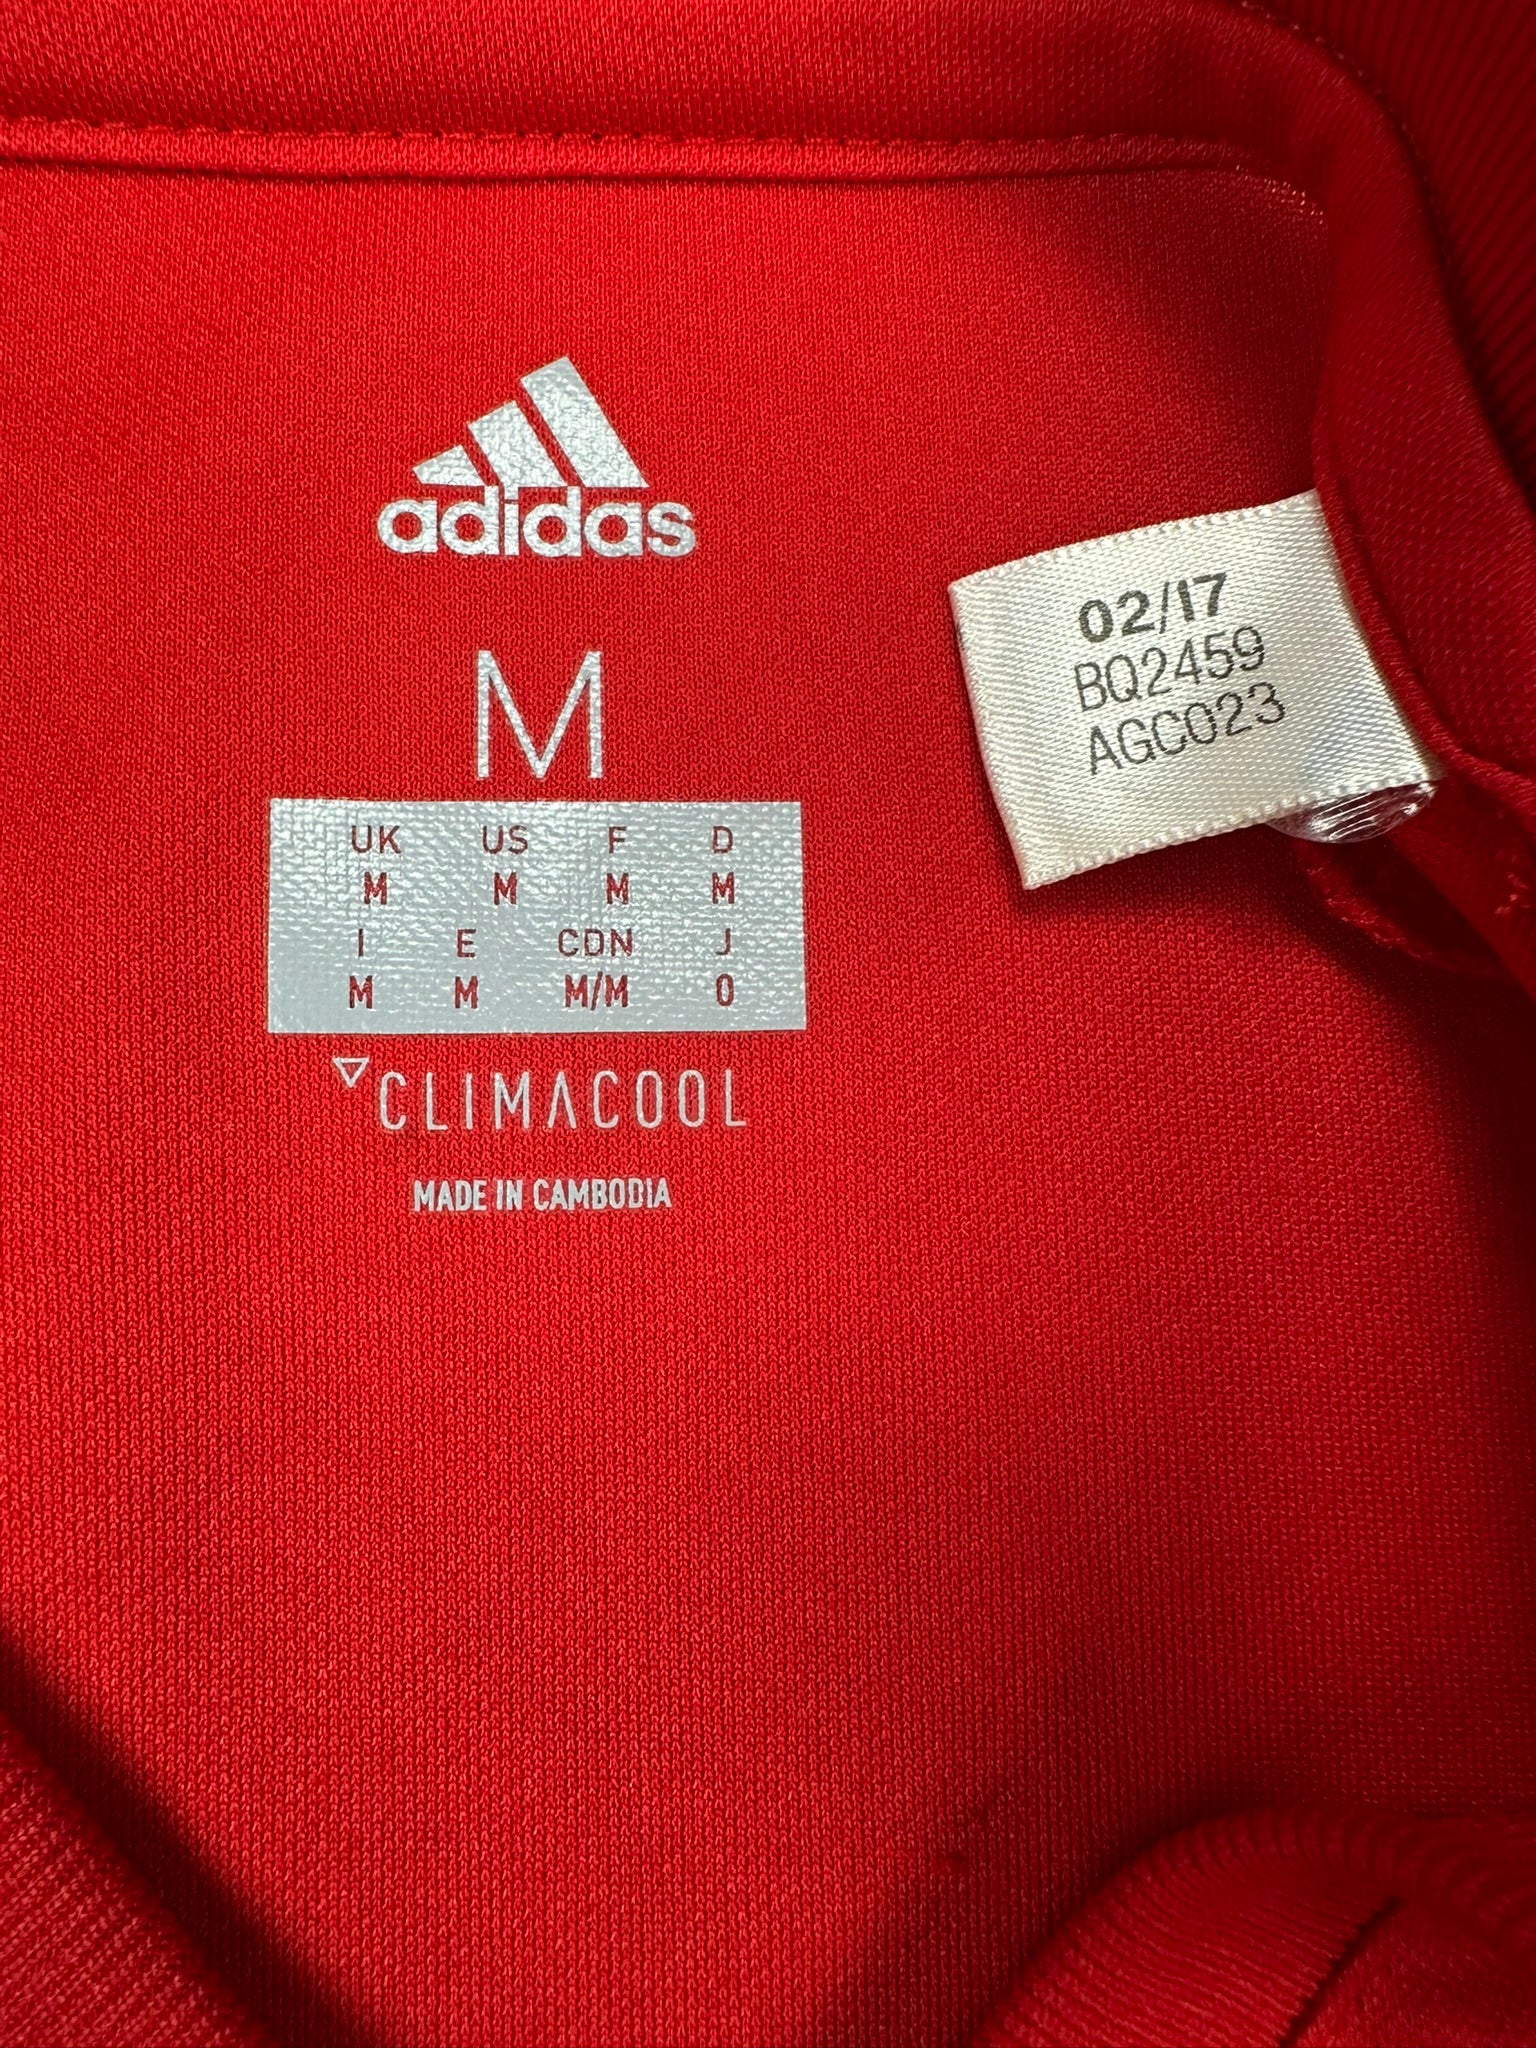 adidas
M
UK US F D
M M M M
I E CDN J
M M M/M O
CLIMACOOL
MADE IN CAMBODIA
02/17
BQ2459
AGC023